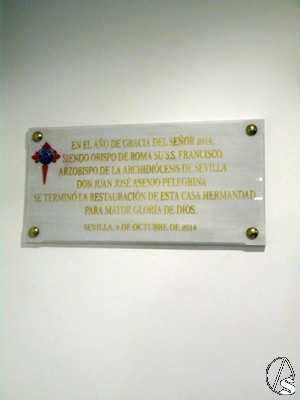 EN EL AÑO DE GRACIA DEL SEÑOR 2014,
SIENDO OBISPO DE ROMA SU S.S. FRANCISCO
ARZOBISPO DE LA ARCHIDIÓCESIS DE SEVILLA
DON JUAN JOSÉ ASENJO PELEGRINA
SE TERMINÓ LA RESTAURACIÓN DE ESTA CASA HERMANDAD
PARA MAYOR GLORIA DE DIOS.
SEVILLA, DE OCTUBRE DE 2014